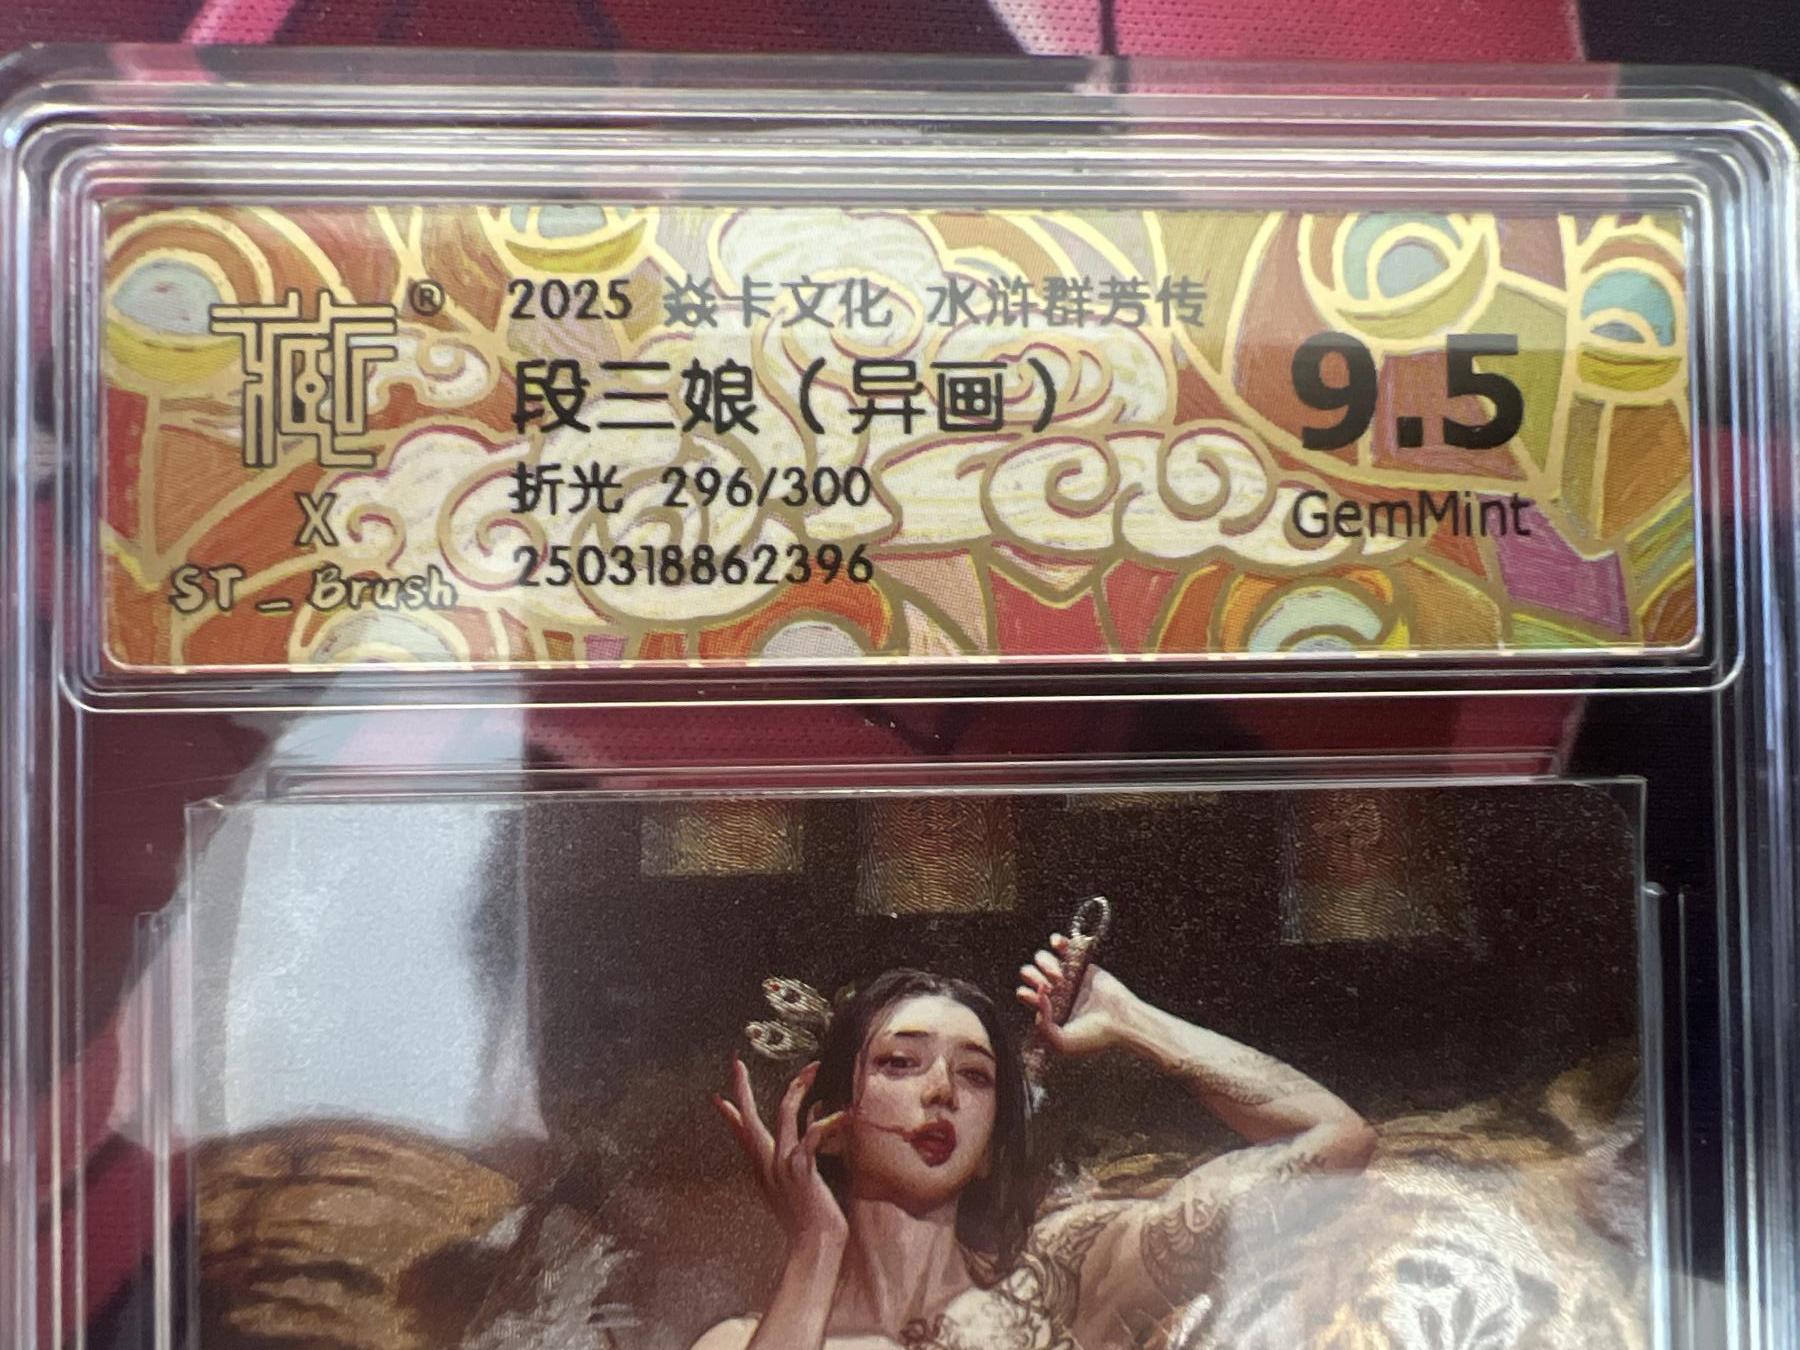 ®
2025 焱卡文化 水浒群芳传
段三娘（异画）
折光 296/300
250318862396
X
ST_Brush
9.5
GemMint